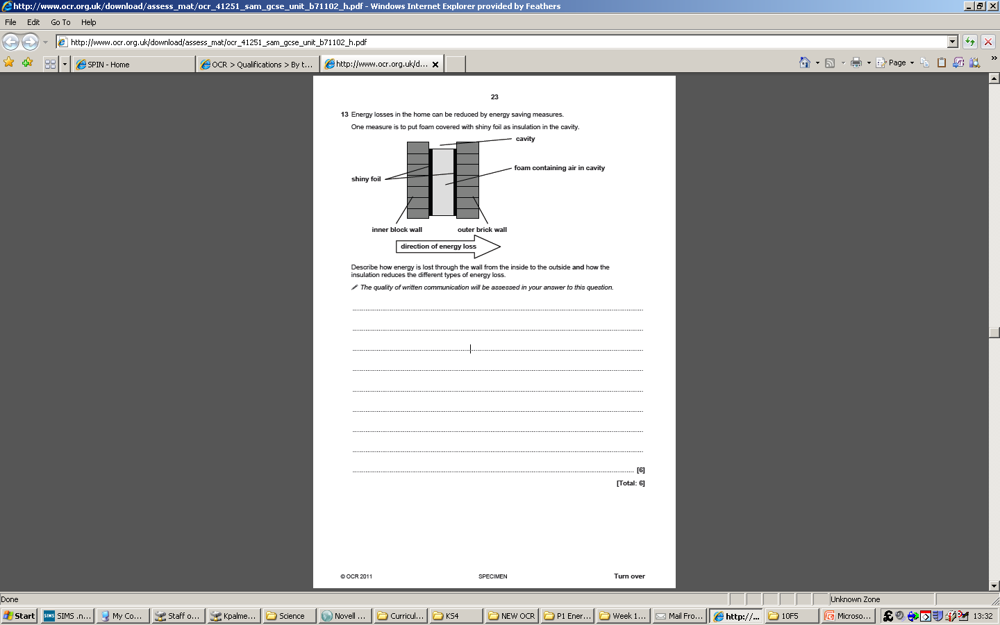 http://www.ocr.org.uk/download/assess_mat/ocr_41251_sam_gcse_unit_b71102_h.pdf - Windows Internet Explorer provided by Feathers
File Edit Go To Help
http://www.ocr.org.uk/download/assess_mat/ocr_41251_sam_gcse_unit_b71102_h.pdf
SPIN - Home
OCR > Qualifications > By t...
http://www.ocr.org.uk/d...
Page
23
13 Energy losses in the home can be reduced by energy saving measures.
One measure is to put foam covered with shiny foil as insulation in the cavity.
cavity
foam containing air in cavity
shiny foil
inner block wall
outer brick wall
direction of energy loss
Describe how energy is lost through the wall from the inside to the outside and how the
insulation reduces the different types of energy loss.
The quality of written communication will be assessed in your answer to this question.
[6]
[Total: 6]
© OCR 2011
SPECIMEN
Turn over
Done
Unknown Zone
Start
SIMS .n...
My Co...
Staff o...
Kpalme...
Science
Novell ...
Curricul...
KS4
NEW OCR
P1 Ener...
Week 1...
Mail Fro...
http://...
10F5
Microso...
13:32